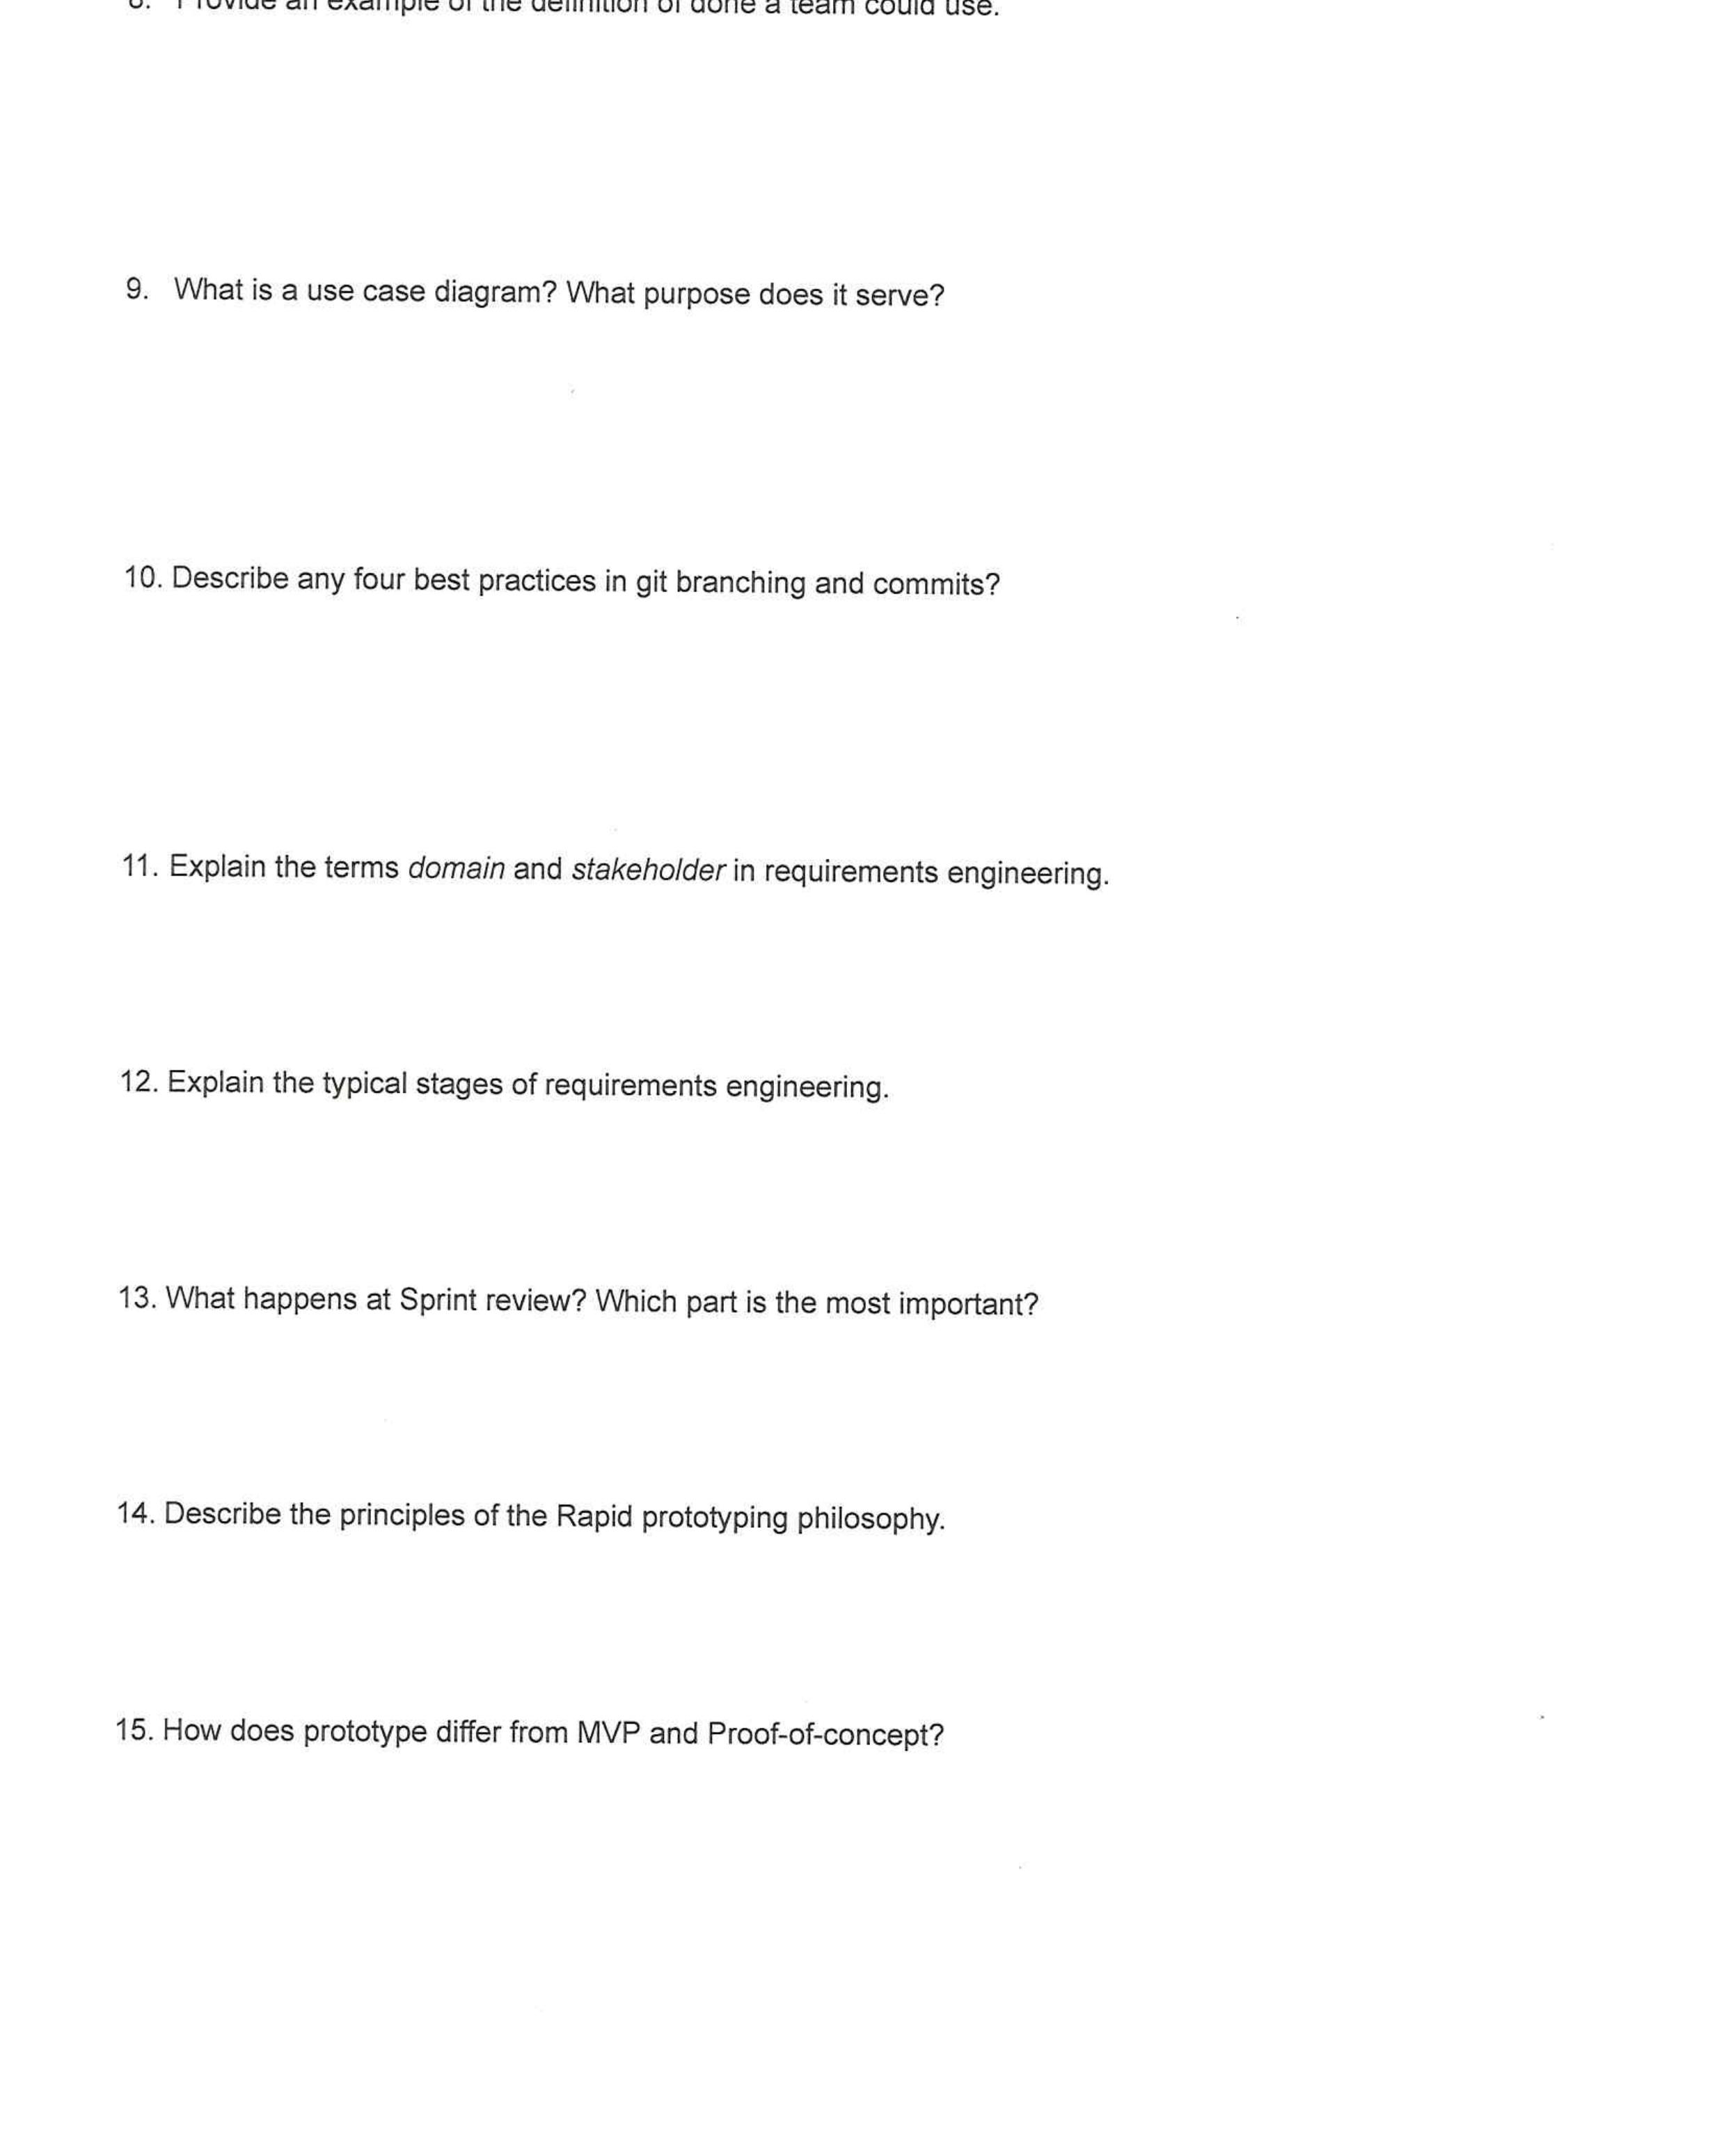 8. Provide an example of the definition of done a team could use.
9. What is a use case diagram? What purpose does it serve?
10. Describe any four best practices in git branching and commits?
11. Explain the terms domain and stakeholder in requirements engineering.
12. Explain the typical stages of requirements engineering.
13. What happens at Sprint review? Which part is the most important?
14. Describe the principles of the Rapid prototyping philosophy.
15. How does prototype differ from MVP and Proof-of-concept?